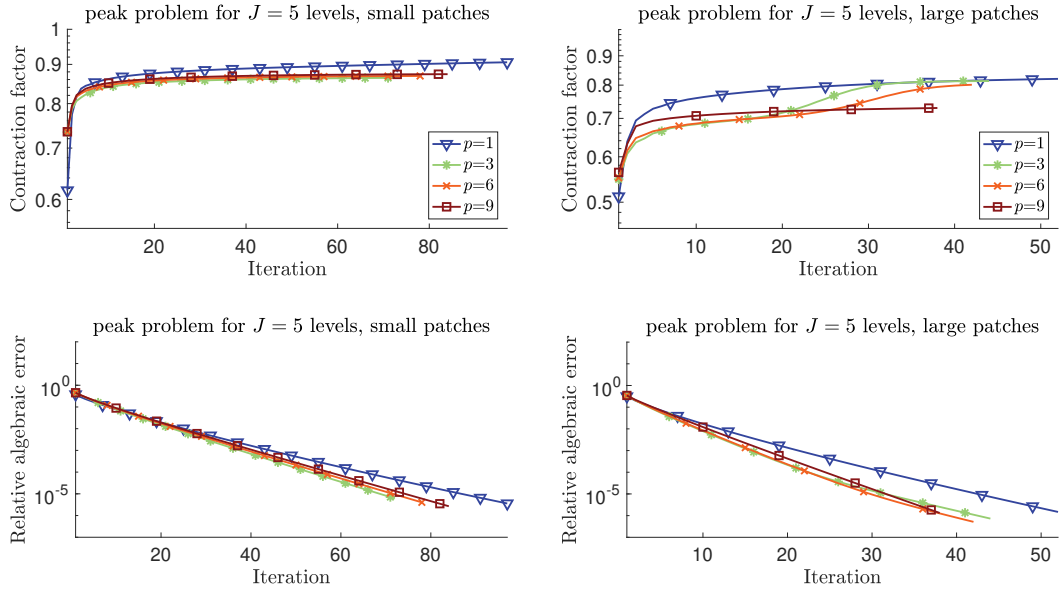 peak problem for J = 5 levels, small patches
Contraction factor
1
0.9
0.8
0.7
0.6
20
40
60
80
Iteration
p=1
p=3
p=6
p=9
peak problem for J = 5 levels, large patches
Contraction factor
0.9
0.8
0.7
0.6
0.5
10
20
30
40
50
Iteration
p=1
p=3
p=6
p=9
peak problem for J = 5 levels, small patches
Relative algebraic error
10^0
10^-5
20
40
60
80
Iteration
peak problem for J = 5 levels, large patches
Relative algebraic error
10^0
10^-5
10
20
30
40
50
Iteration